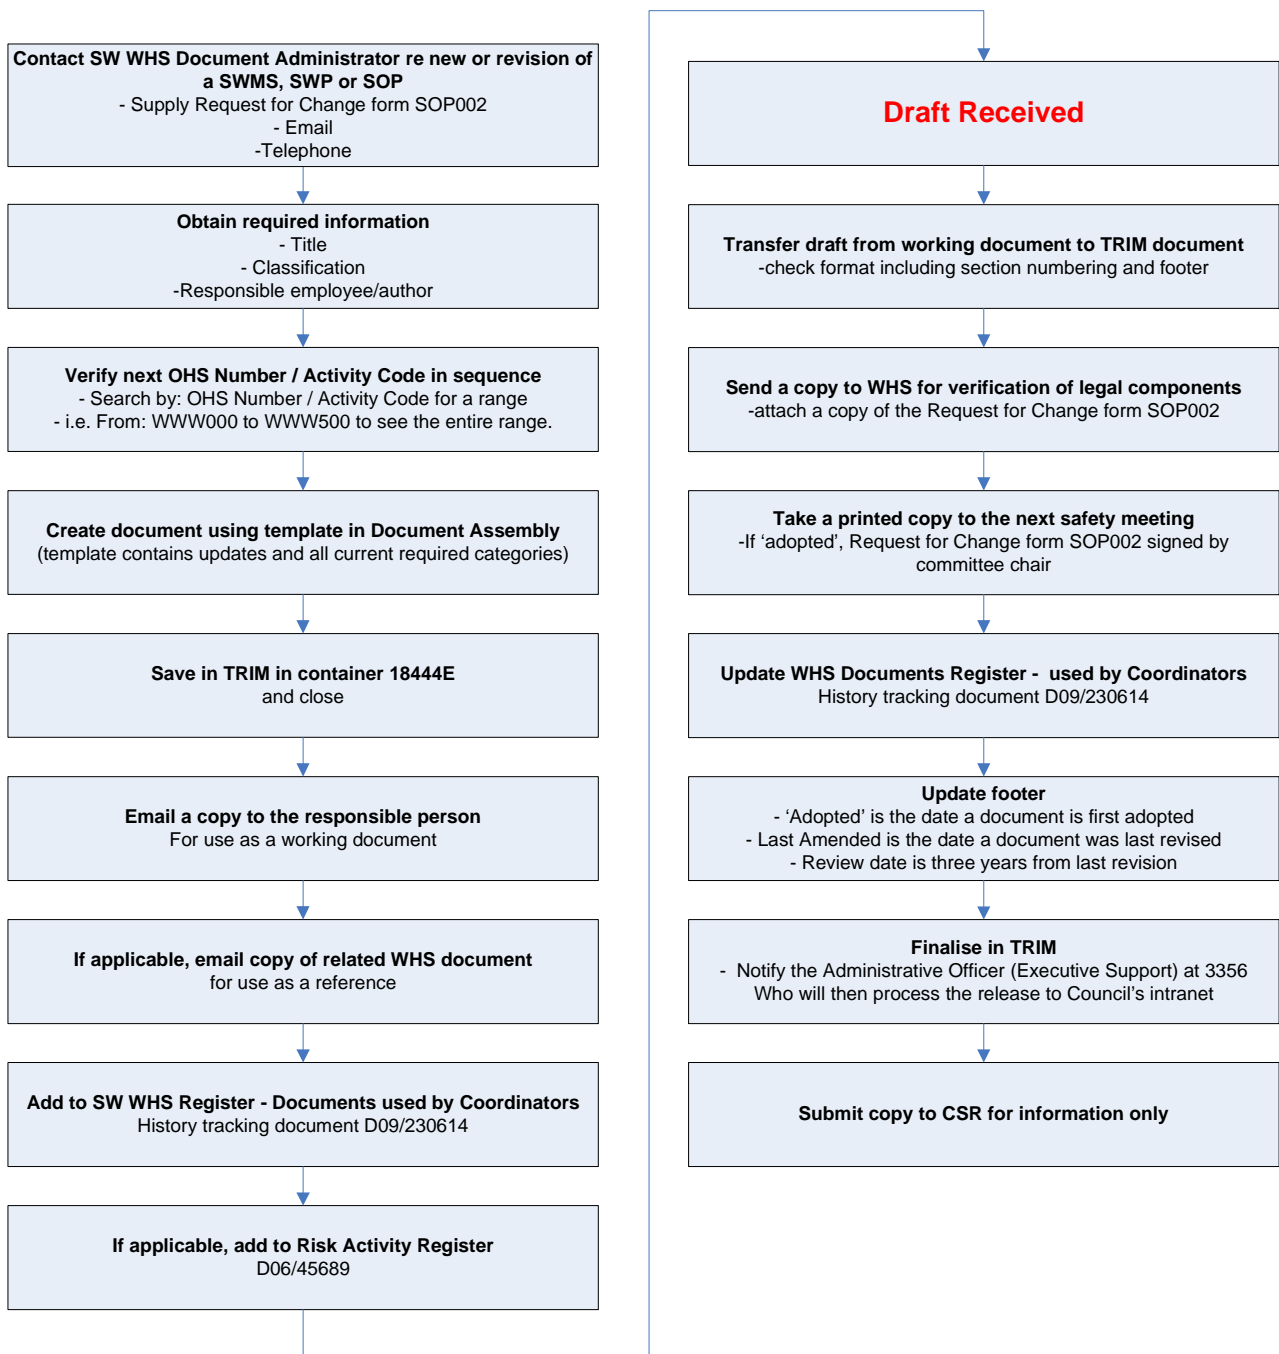 Contact SW WHS Document Administrator re new or revision of
a SWMS, SWP or SOP
- Supply Request for Change form SOP002
- Email
-Telephone
Obtain required information
- Title
- Classification
-Responsible employee/author
Verify next OHS Number / Activity Code in sequence
- Search by: OHS Number / Activity Code for a range
- i.e. From: WWW000 to WWW500 to see the entire range.
Create document using template in Document Assembly
(template contains updates and all current required categories)
Save in TRIM in container 18444E
and close
Email a copy to the responsible person
For use as a working document
If applicable, email copy of related WHS document
for use as a reference
Add to SW WHS Register - Documents used by Coordinators
History tracking document D09/230614
If applicable, add to Risk Activity Register
D06/45689
Draft Received
Transfer draft from working document to TRIM document
-check format including section numbering and footer
Send a copy to WHS for verification of legal components
-attach a copy of the Request for Change form SOP002
Take a printed copy to the next safety meeting
-If ‘adopted’, Request for Change form SOP002 signed by
committee chair
Update WHS Documents Register -  used by Coordinators
History tracking document D09/230614
Update footer
- ‘Adopted’ is the date a document is first adopted
- Last Amended is the date a document was last revised
- Review date is three years from last revision
Finalise in TRIM
-  Notify the Administrative Officer (Executive Support) at 3356
Who will then process the release to Council’s intranet
Submit copy to CSR for information only